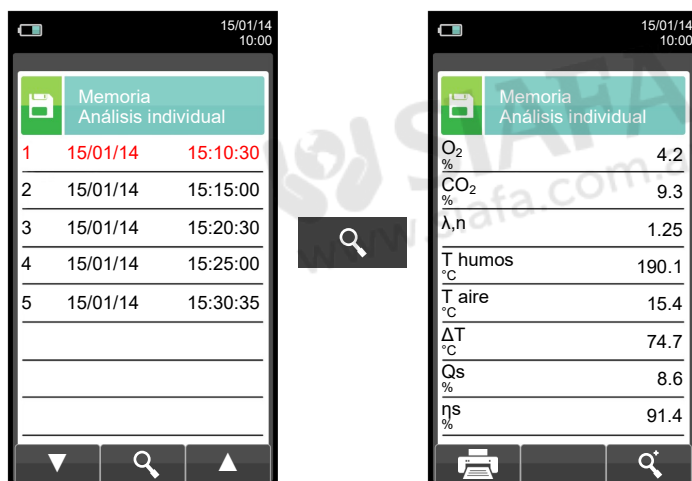 15/01/14
10:00
Memoria
Análisis individual
1 15/01/14 15:10:30
2 15/01/14 15:15:00
3 15/01/14 15:20:30
4 15/01/14 15:25:00
5 15/01/14 15:30:35
SIAFA
www.siafa.com.a
15/01/14
10:00
Memoria
Análisis individual
O₂ % 4.2
CO₂ % 9.3
λ,n 1.25
T humos °C 190.1
T aire °C 15.4
ΔT °C 74.7
Qs % 8.6
ηs % 91.4